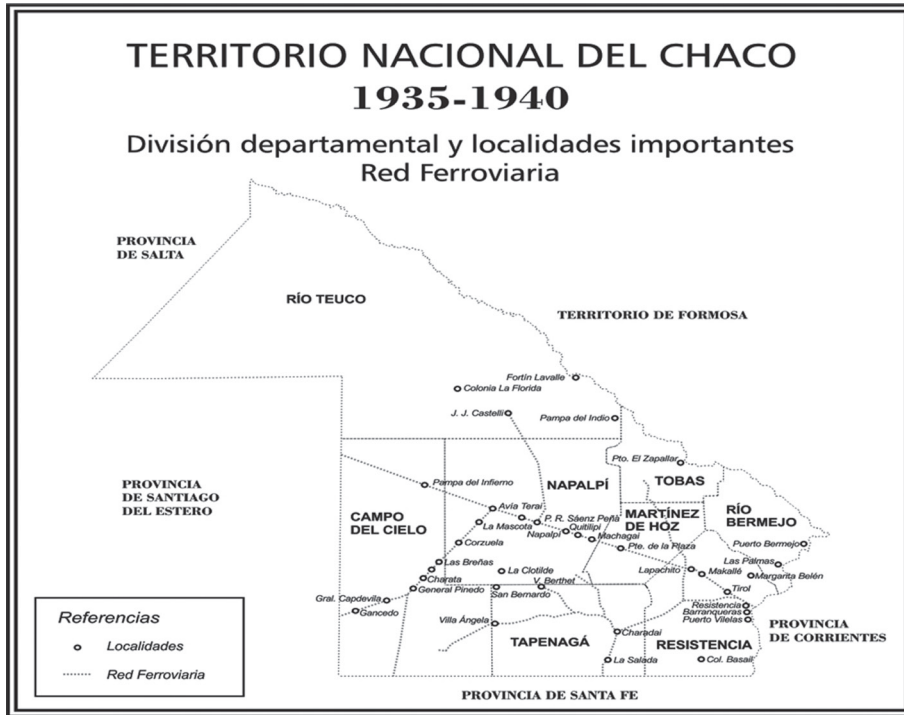 TERRITORIO NACIONAL DEL CHACO
1935-1940
División departamental y localidades importantes
Red Ferroviaria
PROVINCIA
DE SALTA
RÍO TEUCO
TERRITORIO DE FORMOSA
Fortín Lavalle
Colonia La Florida
J. J. Castelli
Pampa del Indio
Pto. El Zapallar
PROVINCIA
DE SANTIAGO
DEL ESTERO
Pampa del Infierno
NAPALPÍ
TOBAS
CAMPO
DEL CIELO
Avía Terai
La Mascota
P. R. Sáenz Peña
Napalpí
Quitilipi
Machagai
MARTÍNEZ
DE HOZ
RÍO
BERMEJO
Corzuela
Pte. de la Plaza
Puerto Bermejo
Las Breñas
La Clotilde
Lapachito
Makallé
Las Palmas
Margarita Belén
Charata
General Pinedo
V. Berthet
San Bernardo
Tirol
Gral. Capdevila
Gancedo
Resistencia
Barranqueras
Puerto Vilelas
Villa Ángela
TAPENAGÁ
Charadai
RESISTENCIA
PROVINCIA
DE CORRIENTES
La Salada
Col. Basail
PROVINCIA DE SANTA FE
Referencias
Localidades
Red Ferroviaria